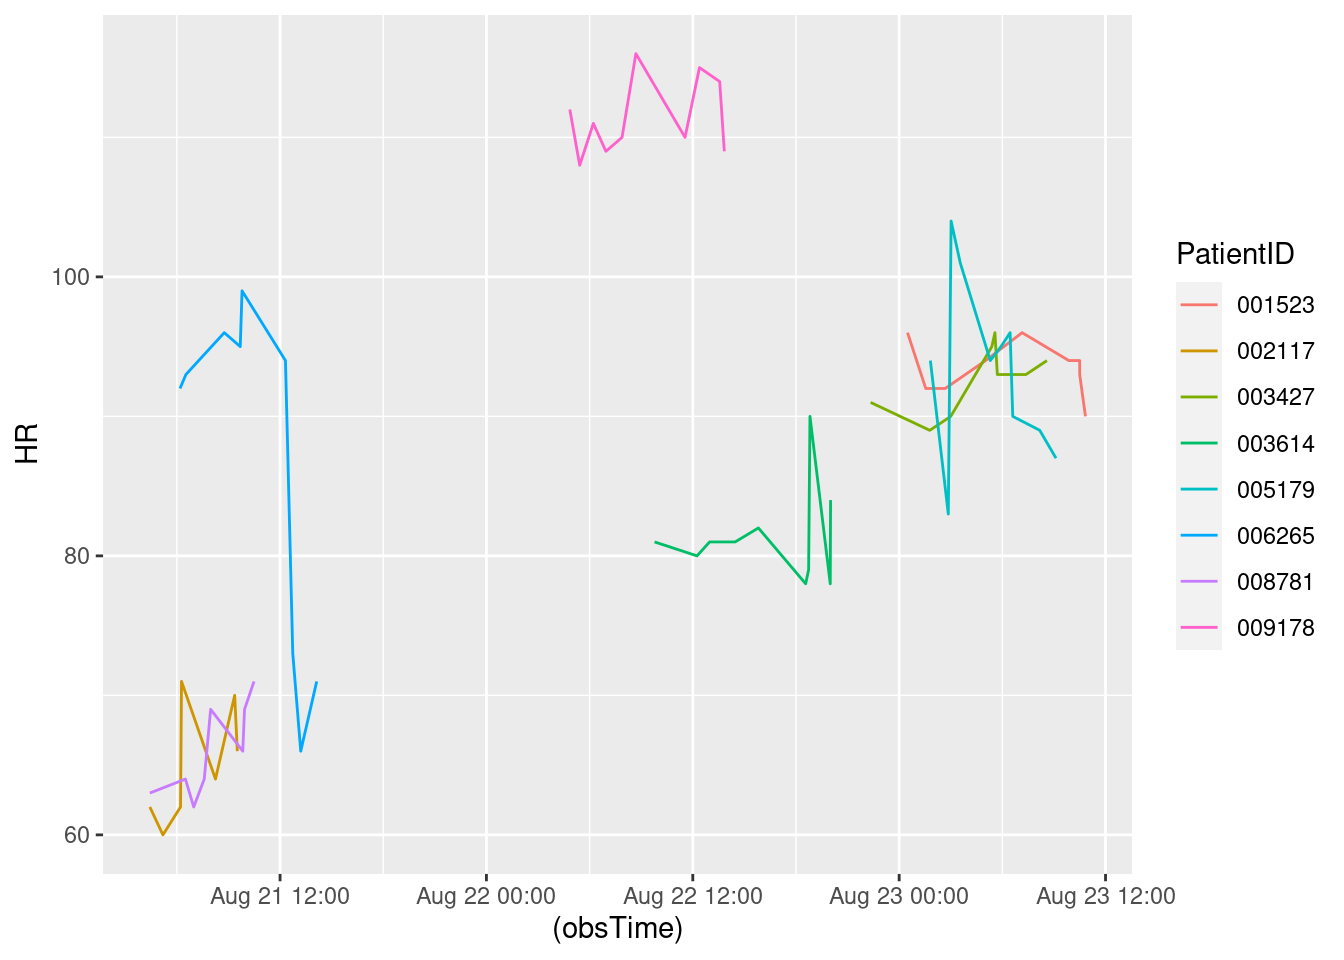 HR
100
80
60
Aug 21 12:00
Aug 22 00:00
Aug 22 12:00
Aug 23 00:00
Aug 23 12:00
(obsTime)
PatientID
001523
002117
003427
003614
005179
006265
008781
009178